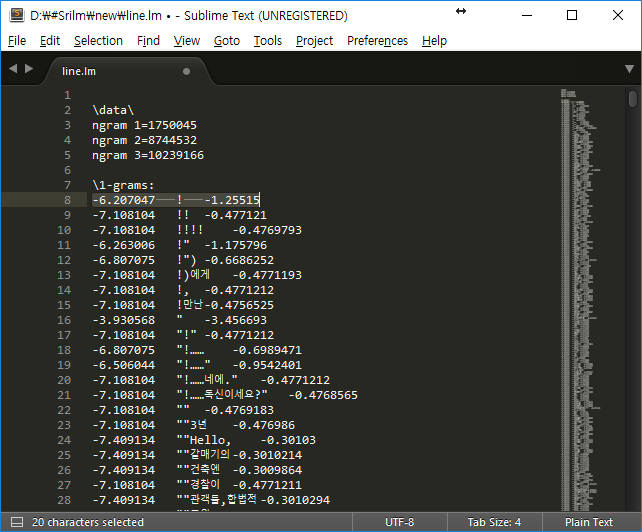 D:₩#Srilm₩new₩line.lm • - Sublime Text (UNREGISTERED)
File Edit Selection Find Goto Tools Project Preferences Help
line.lm
1
2 \data\
3 ngram 1=1750045
4 ngram 2=8744532
5 ngram 3=10239166
6
7 \1-grams:
8 -6.207047 ! -1.25515
9 -7.108104 !! -0.477121
10 -7.108104 !!!! -0.4769793
11 -6.263006 !" -1.175796
12 -6.807075 !") -0.6686252
13 -7.108104 !)에게 -0.4771193
14 -7.108104 !, -0.4771212
15 -7.108104 !만난 -0.4756525
16 -3.930568 " -3.456693
17 -7.108104 "!" -0.4771212
18 -6.807075 "!…… -0.6989471
19 -6.506044 "!……" -0.9542401
20 -7.108104 "!……네에." -0.4771212
21 -7.108104 "!……독신이세요?" -0.4768565
22 -7.108104 "" -0.4769183
23 -7.108104 ""3년 -0.476986
24 -7.409134 ""Hello, -0.30103
25 -7.409134 ""갈매기의 -0.3010214
26 -7.409134 ""건축엔 -0.3009864
27 -7.108104 ""경찰이 -0.4771211
28 -7.409134 ""관객들,합법적 -0.3010294
20 characters selected UTF-8 Tab Size: 4 Plain Text